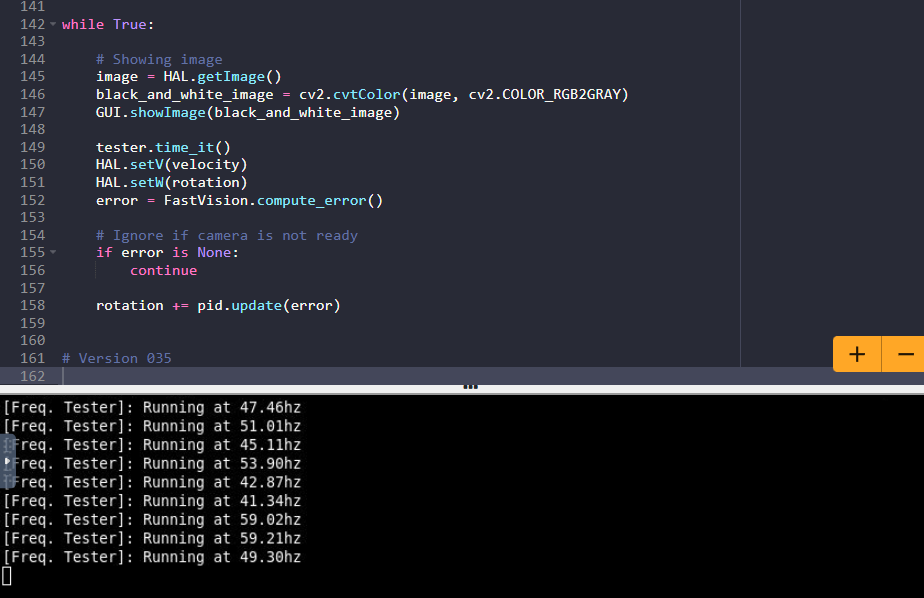 141
142 while True:
143
144 # Showing image
145 image = HAL.getImage()
146 black_and_white_image = cv2.cvtColor(image, cv2.COLOR_RGB2GRAY)
147 GUI.showImage(black_and_white_image)
148
149 tester.time_it()
150 HAL.setV(velocity)
151 HAL.setW(rotation)
152 error = FastVision.compute_error()
153
154 # Ignore if camera is not ready
155 if error is None:
156 continue
157
158 rotation += pid.update(error)
159
160
161 # Version 035
162
+ −
[Freq. Tester]: Running at 47.46hz
[Freq. Tester]: Running at 51.01hz
[Freq. Tester]: Running at 45.11hz
[Freq. Tester]: Running at 53.90hz
[Freq. Tester]: Running at 42.87hz
[Freq. Tester]: Running at 41.34hz
[Freq. Tester]: Running at 59.02hz
[Freq. Tester]: Running at 59.21hz
[Freq. Tester]: Running at 49.30hz